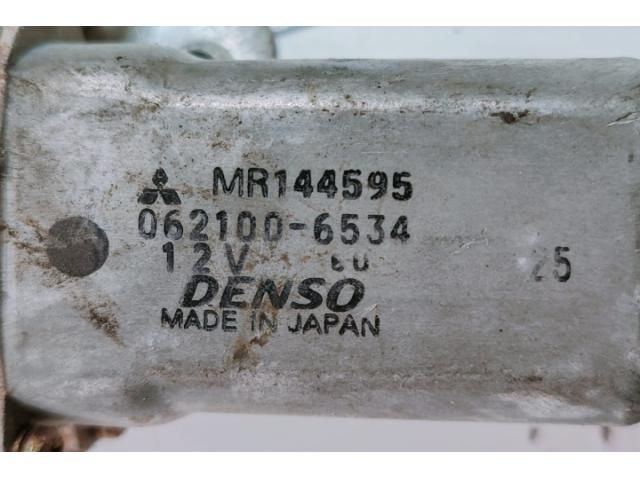 MR144595
062100-6534
12V 25
DENSO
MADE IN JAPAN